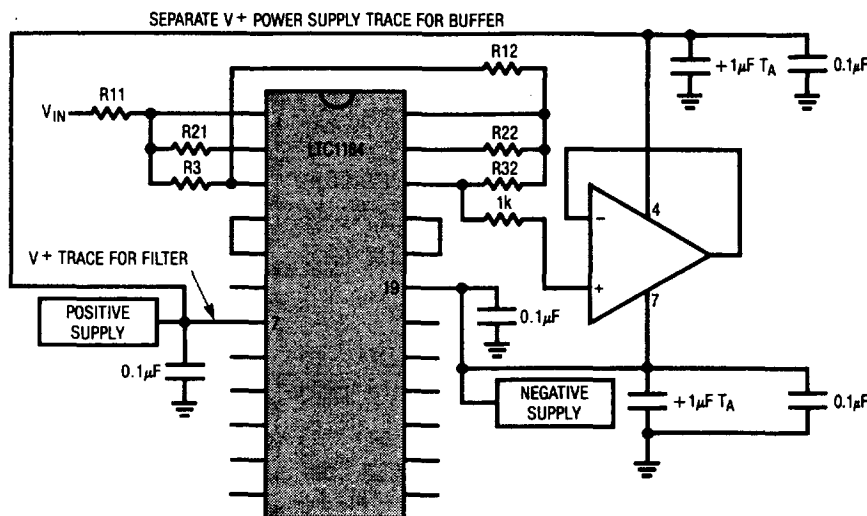 SEPARATE V+ POWER SUPPLY TRACE FOR BUFFER
R12
+1µF TA
0.1µF
R11
VIN
R21
R22
LTC1164
R3
R32
1k
4
−
+
V+ TRACE FOR FILTER
19
7
POSITIVE
SUPPLY
7
0.1µF
0.1µF
NEGATIVE
SUPPLY
+1µF TA
0.1µF